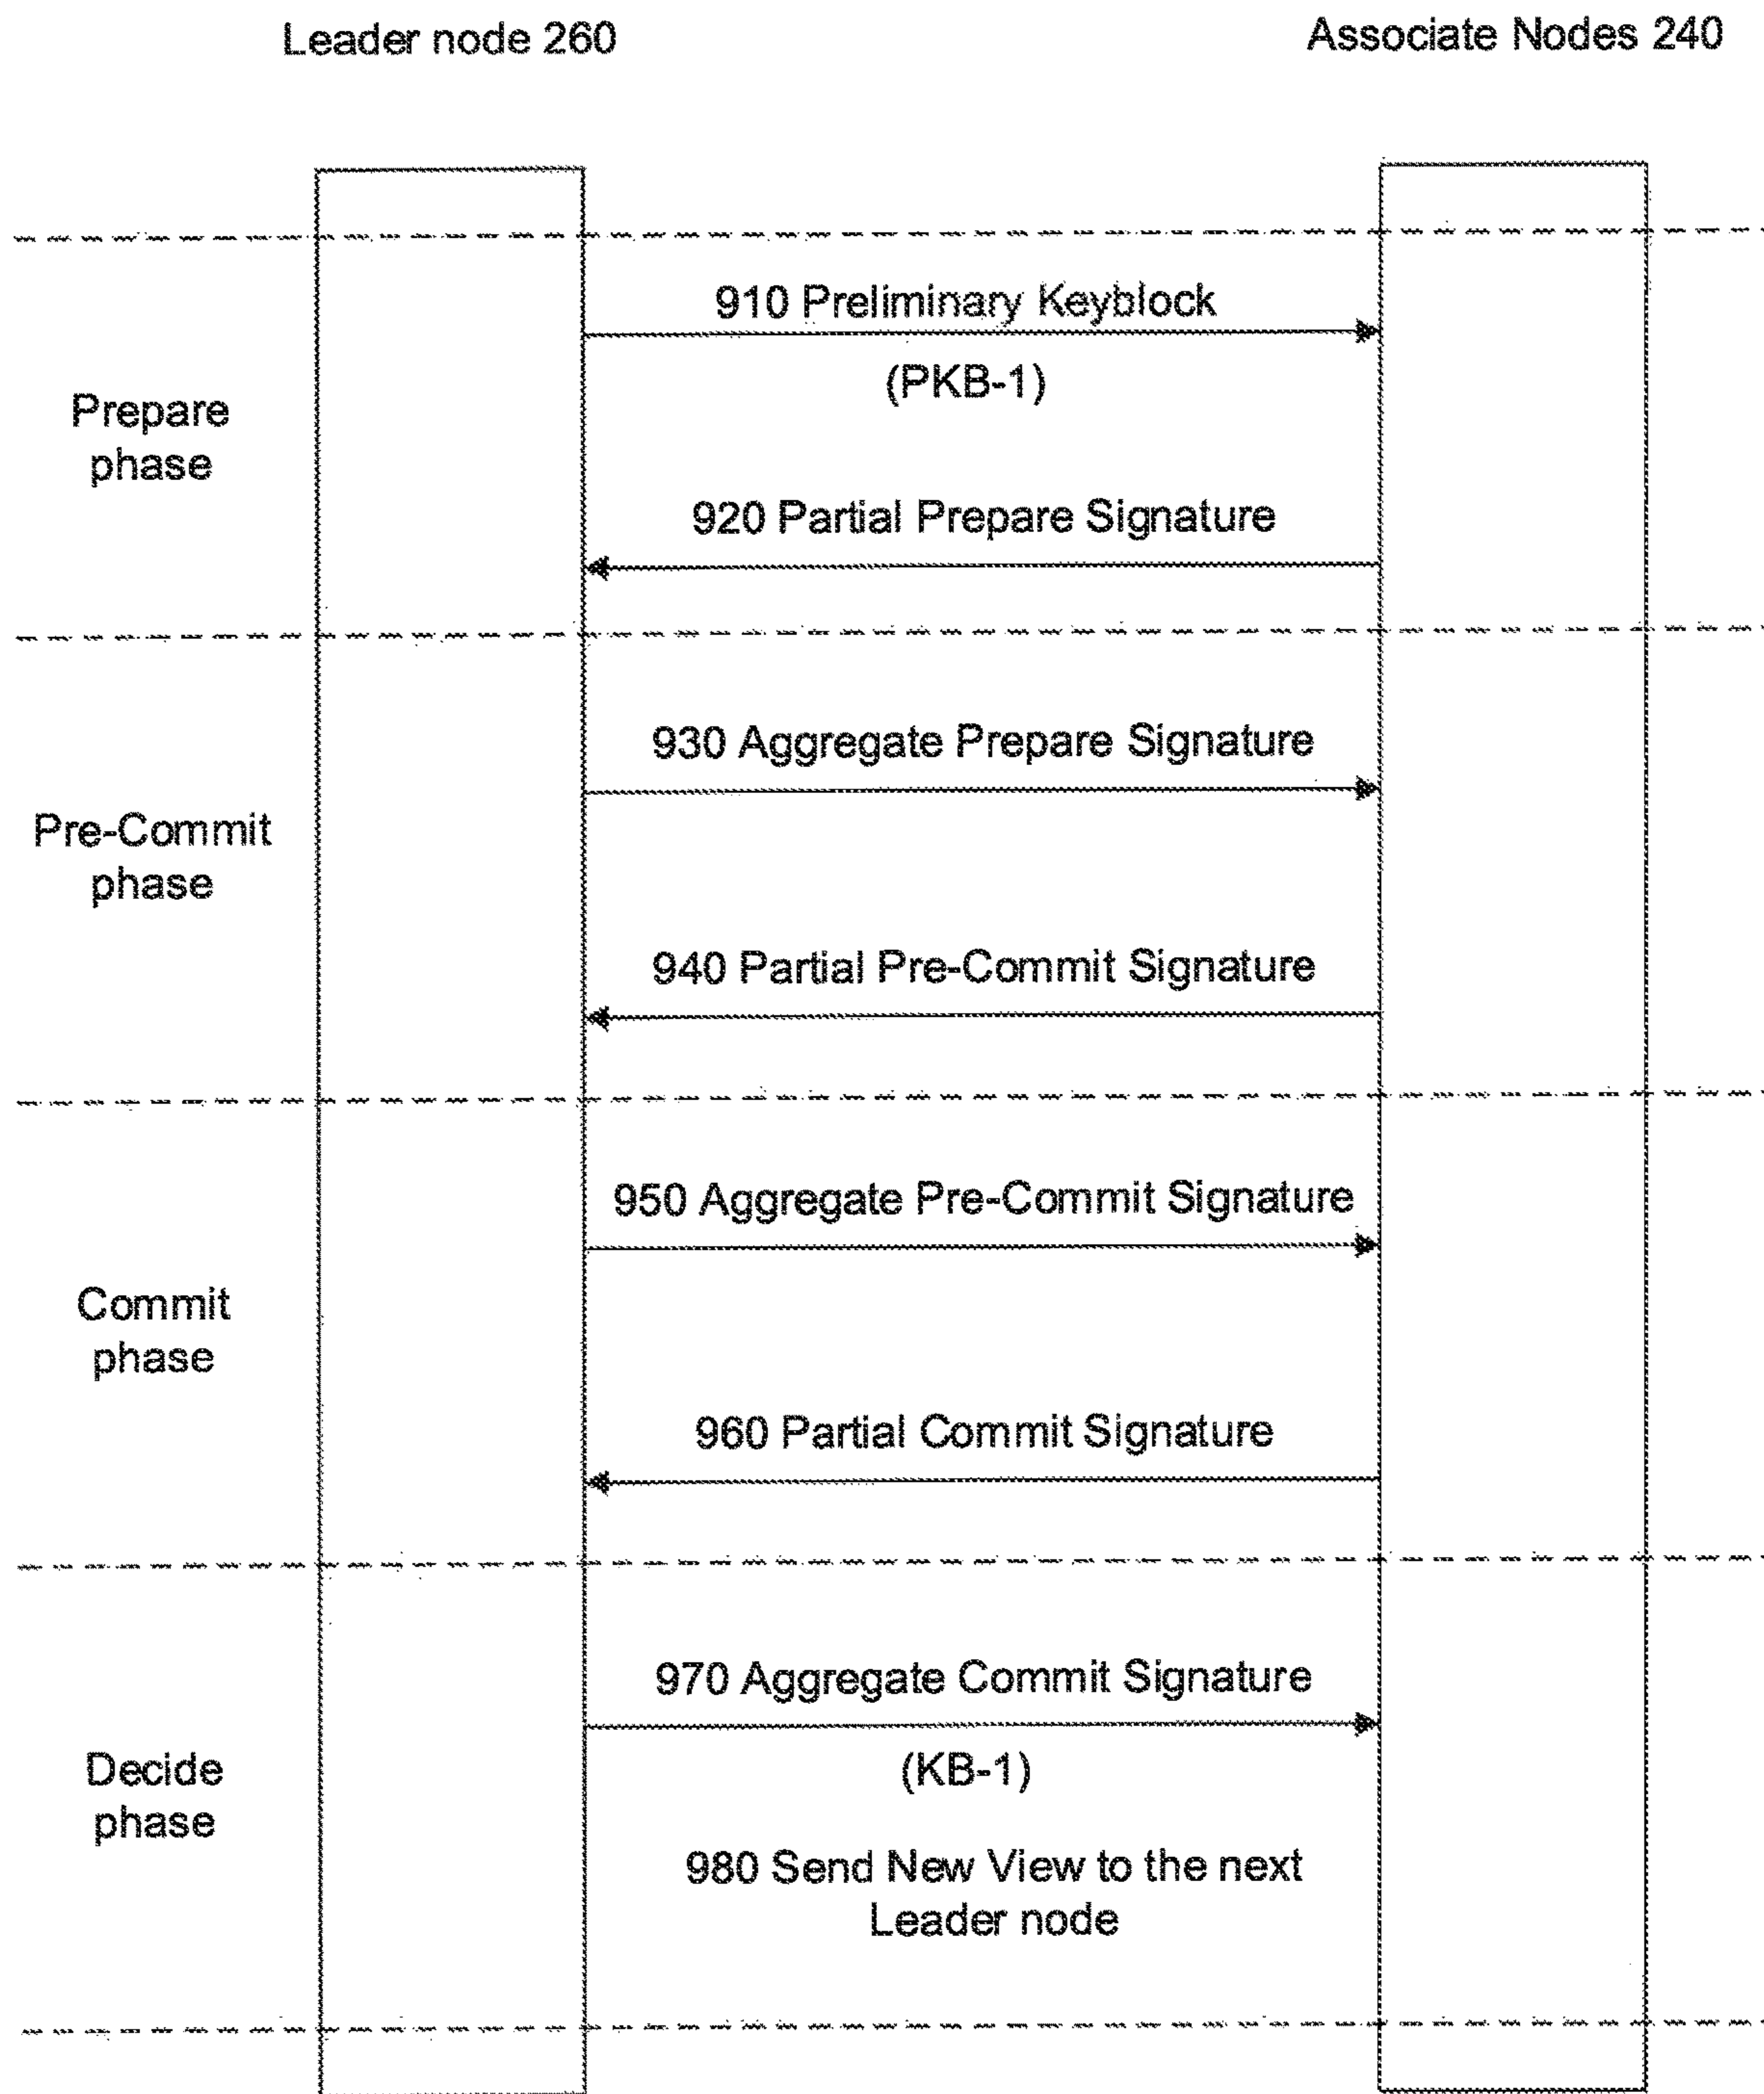 Leader node 260
Associate Nodes 240
910 Preliminary Keyblock
(PKB-1)
Prepare
phase
920 Partial Prepare Signature
930 Aggregate Prepare Signature
Pre-Commit
phase
940 Partial Pre-Commit Signature
950 Aggregate Pre-Commit Signature
Commit
phase
960 Partial Commit Signature
970 Aggregate Commit Signature
(KB-1)
Decide
phase
980 Send New View to the next
Leader node